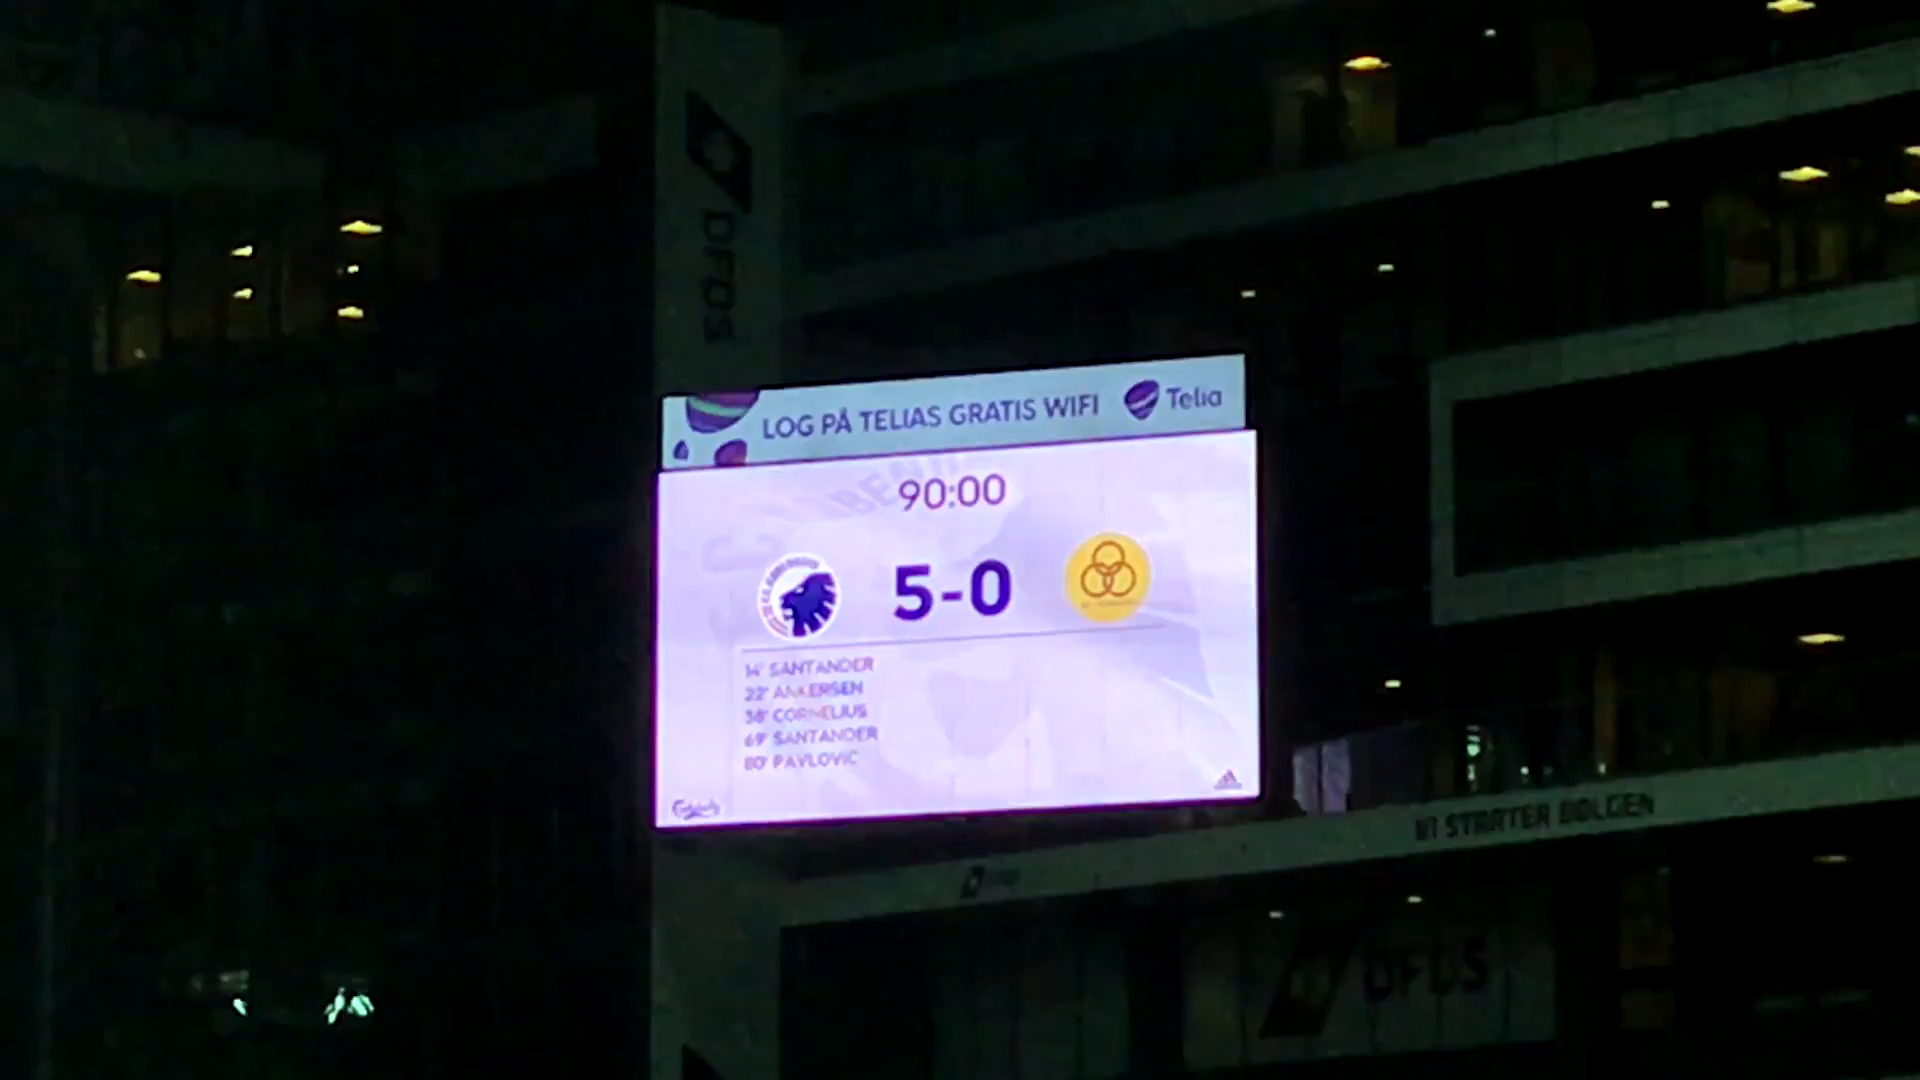 DFDS
LOG PÅ TELIAS GRATIS WIFI
Telia
90:00
5-0
14' SANTANDER
22' ANKERSEN
38' CORNELIUS
69' SANTANDER
80' PAVLOVIC
Carlsberg
VI STARTER BØLGEN
DFDS